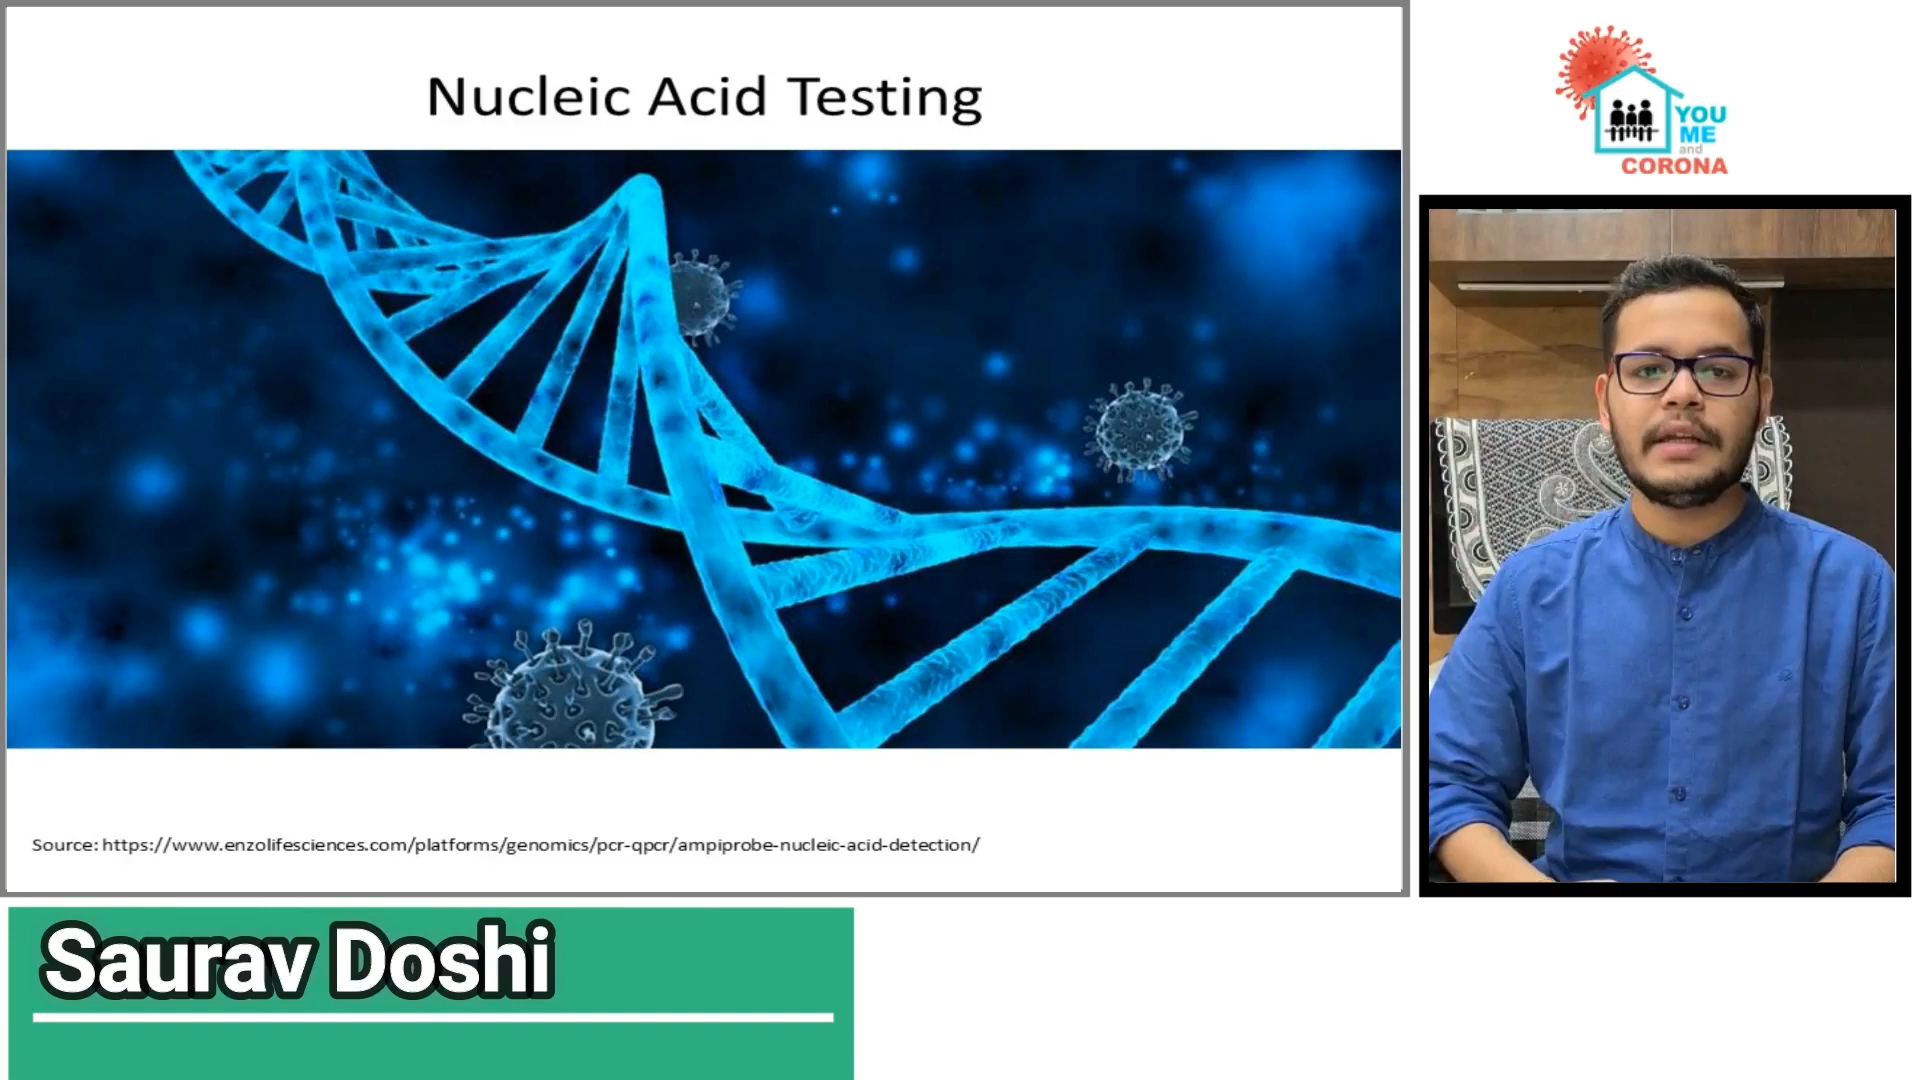 Nucleic Acid Testing
YOU
ME
and
CORONA
Source: https://www.enzolifesciences.com/platforms/genomics/pcr-qpcr/ampiprobe-nucleic-acid-detection/
Saurav Doshi